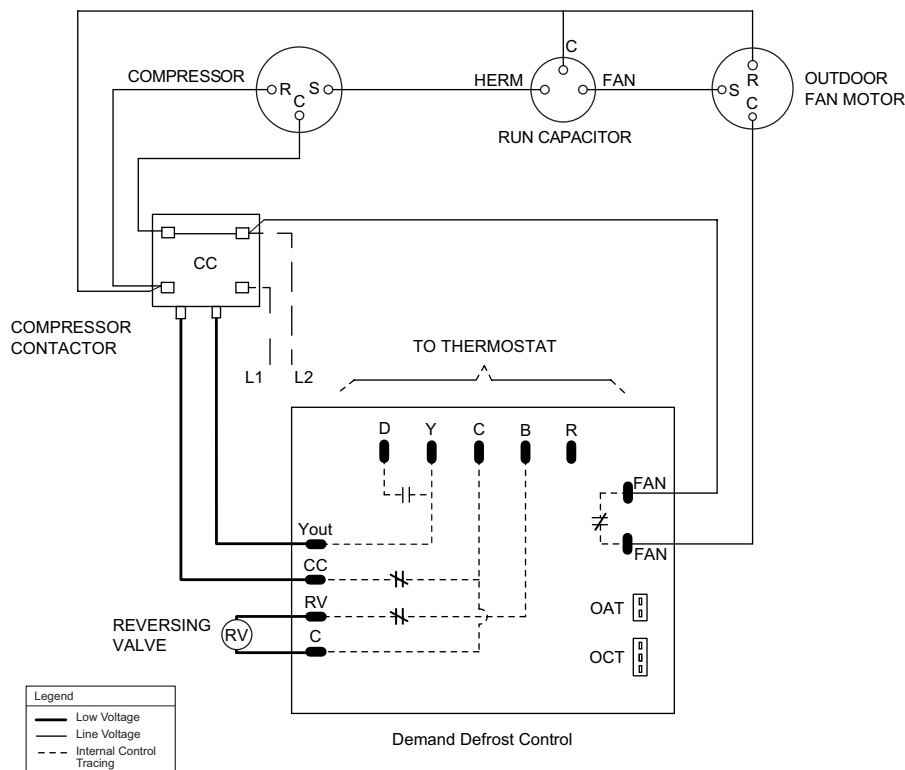 C
COMPRESSOR
R
S
C
HERM
FAN
RUN CAPACITOR
R
S
C
OUTDOOR
FAN MOTOR
CC
COMPRESSOR
CONTACTOR
L1
L2
TO THERMOSTAT
D
Y
C
B
R
FAN
FAN
Yout
CC
RV
C
REVERSING
VALVE
RV
OAT
OCT
Legend
Low Voltage
Line Voltage
Internal Control
Tracing
Demand Defrost Control